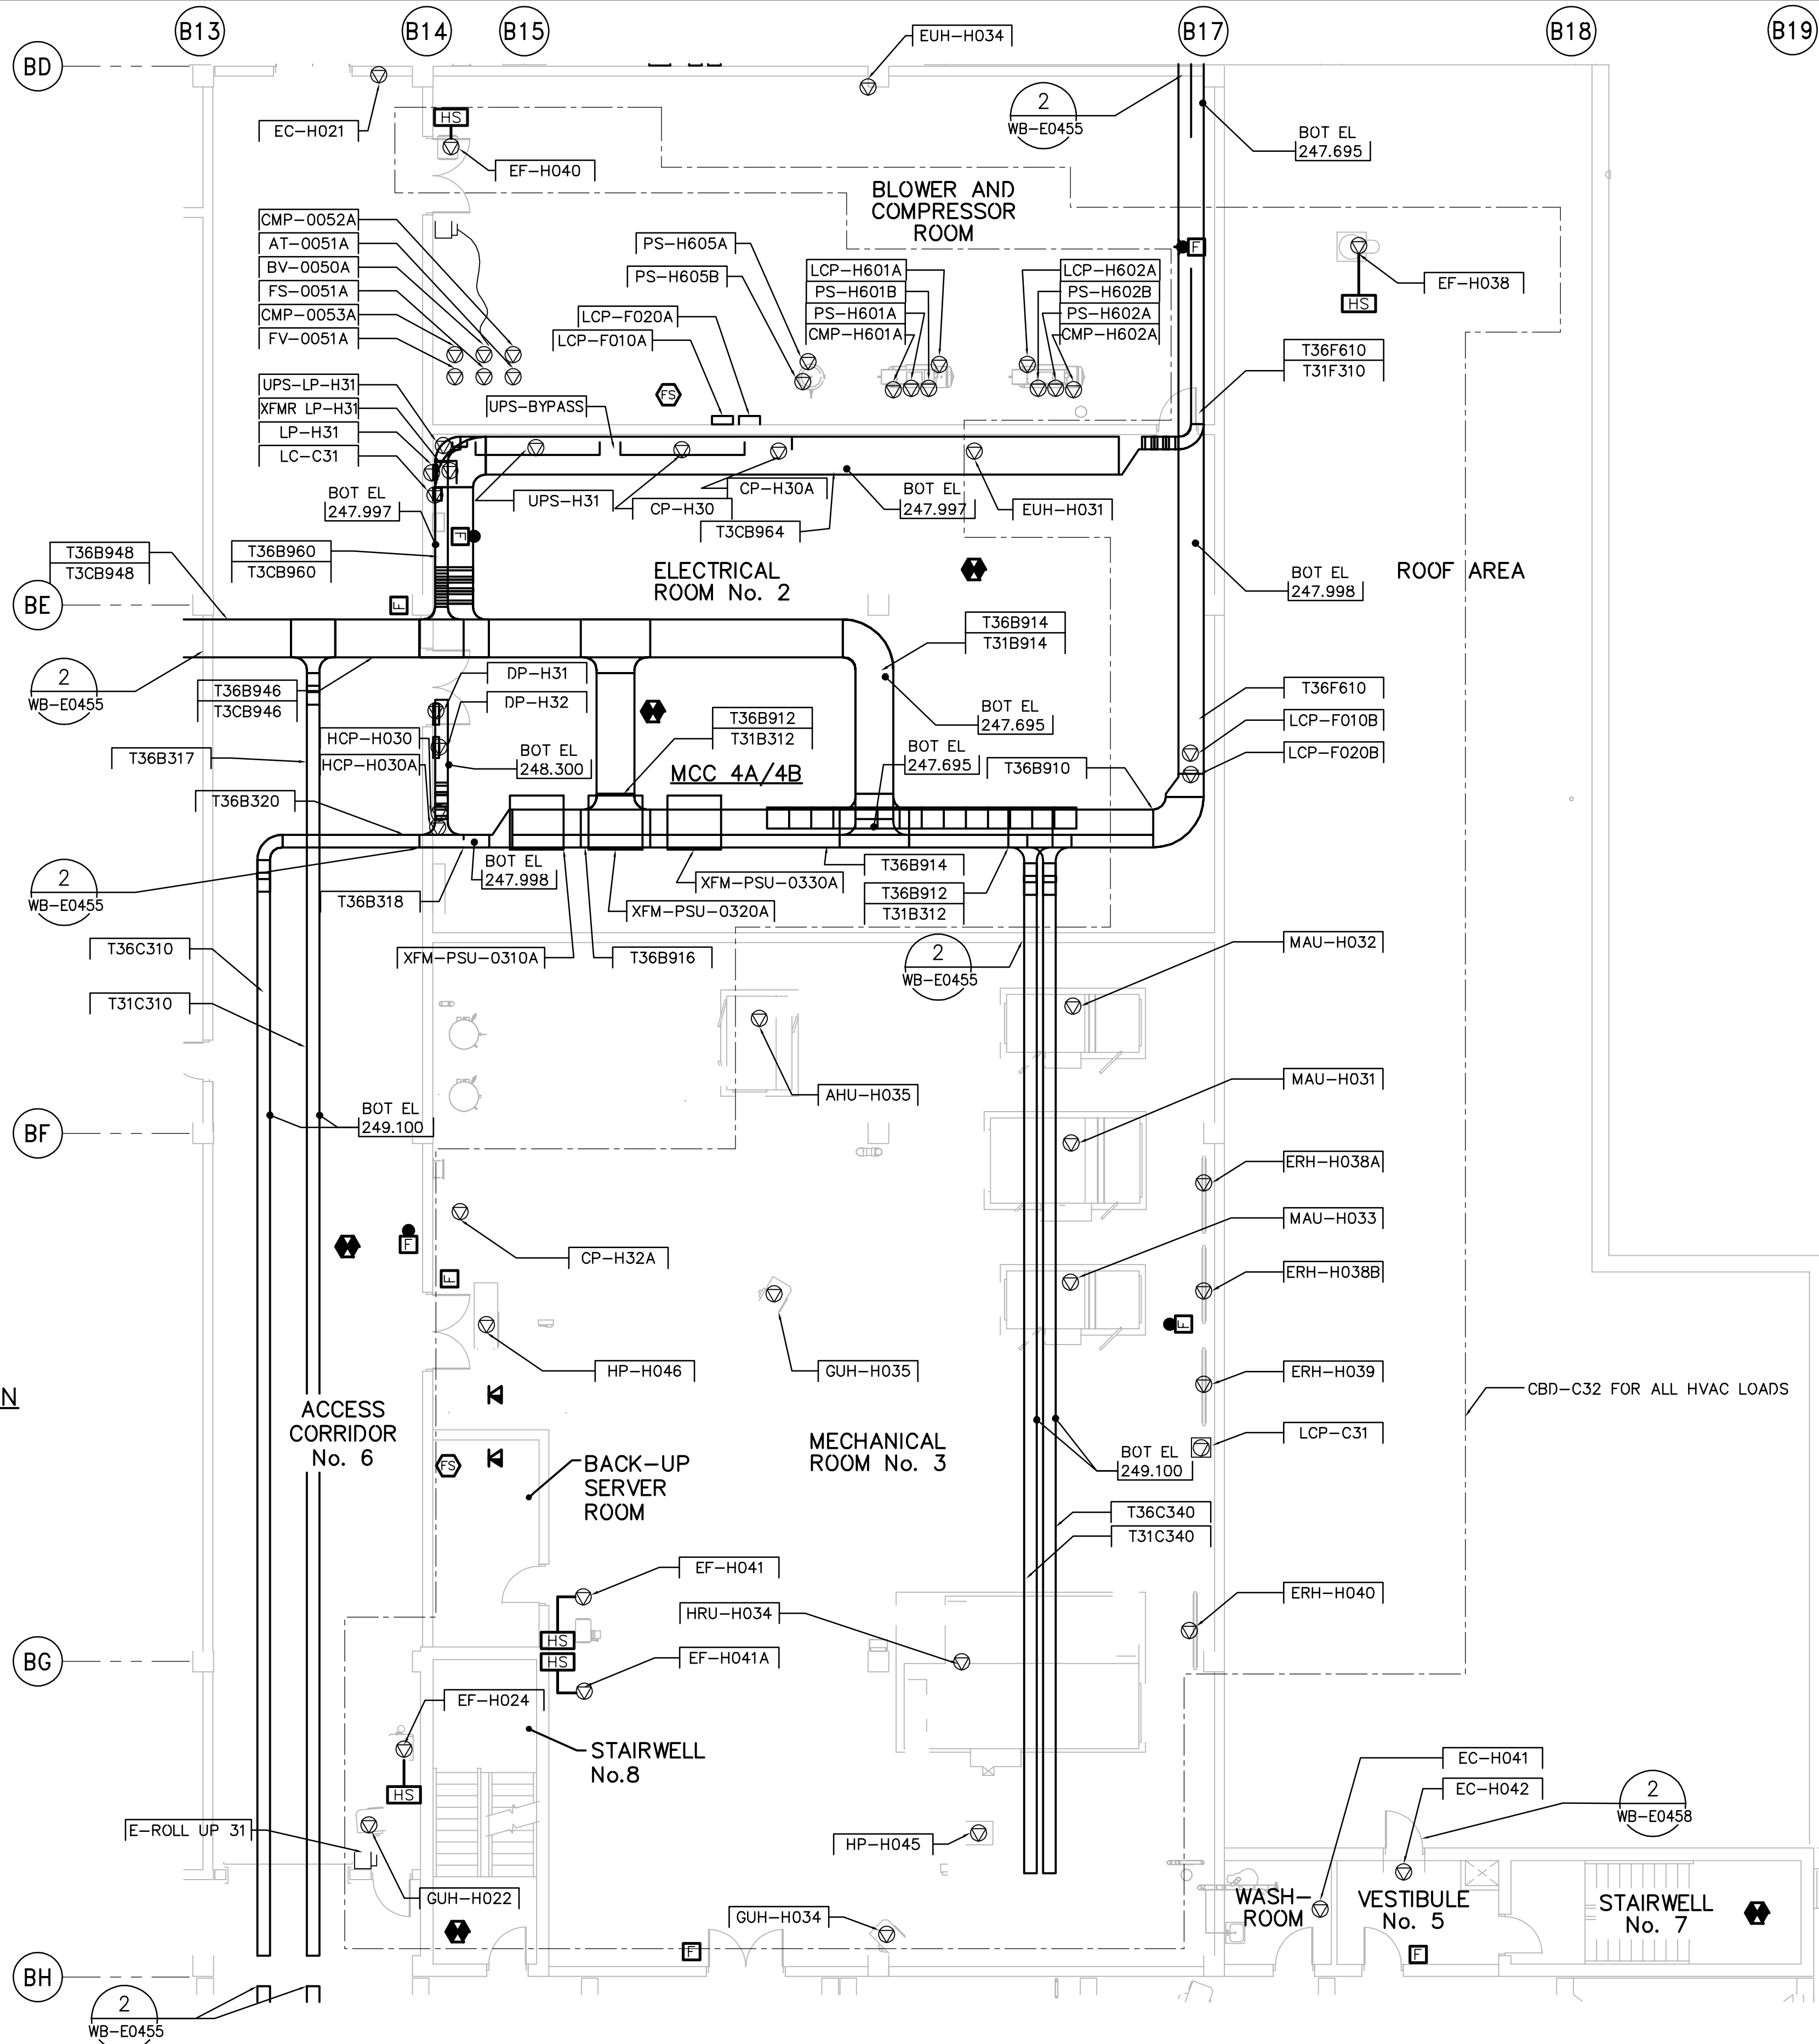 B13
B14
B15
B17
B18
B19
BD
EUH-H034
2
WB-E0455
BOT EL
247.695
EC-H021
HS
EF-H040
BLOWER AND
COMPRESSOR
ROOM
CMP-0052A
AT-0051A
BV-0050A
FS-0051A
CMP-0053A
FV-0051A
PS-H605A
PS-H605B
LCP-H601A
PS-H601B
PS-H601A
CMP-H601A
LCP-H602A
PS-H602B
PS-H602A
CMP-H602A
F
EF-H038
HS
LCP-F020A
LCP-F010A
T36F610
T31F310
UPS-LP-H31
XFMR LP-H31
LP-H31
LC-C31
UPS-BYPASS
FS
BOT EL
247.997
UPS-H31
CP-H30
CP-H30A
T3CB964
BOT EL
247.997
EUH-H031
F
T36B948
T3CB948
T36B960
T3CB960
ELECTRICAL
ROOM No. 2
BOT EL
247.998
ROOF AREA
BE
F
T36B914
T31B914
2
WB-E0455
T36B946
T3CB946
DP-H31
DP-H32
T36B912
T31B312
BOT EL
247.695
T36F610
LCP-F010B
LCP-F020B
T36B317
HCP-H030
HCP-H030A
BOT EL
248.300
MCC 4A/4B
BOT EL
247.695
T36B910
T36B320
2
WB-E0455
T36B318
BOT EL
247.998
XFM-PSU-0330A
T36B914
XFM-PSU-0320A
T36B912
T31B312
T36C310
XFM-PSU-0310A
T36B916
2
WB-E0455
MAU-H032
T31C310
AHU-H035
MAU-H031
BF
BOT EL
249.100
ERH-H038A
MAU-H033
F
F
CP-H32A
ERH-H038B
F
HP-H046
GUH-H035
ERH-H039
CBD-C32 FOR ALL HVAC LOADS
N
ACCESS
CORRIDOR
No. 6
MECHANICAL
ROOM No. 3
LCP-C31
FS
BACK-UP
SERVER
ROOM
BOT EL
249.100
T36C340
T31C340
EF-H041
HS
HRU-H034
ERH-H040
BG
HS
EF-H041A
EF-H024
HS
STAIRWELL
No.8
EC-H041
EC-H042
2
WB-E0458
E-ROLL UP 31
HP-H045
GUH-H022
GUH-H034
WASH-
ROOM
VESTIBULE
No. 5
STAIRWELL
No. 7
F
F
BH
2
WB-E0455